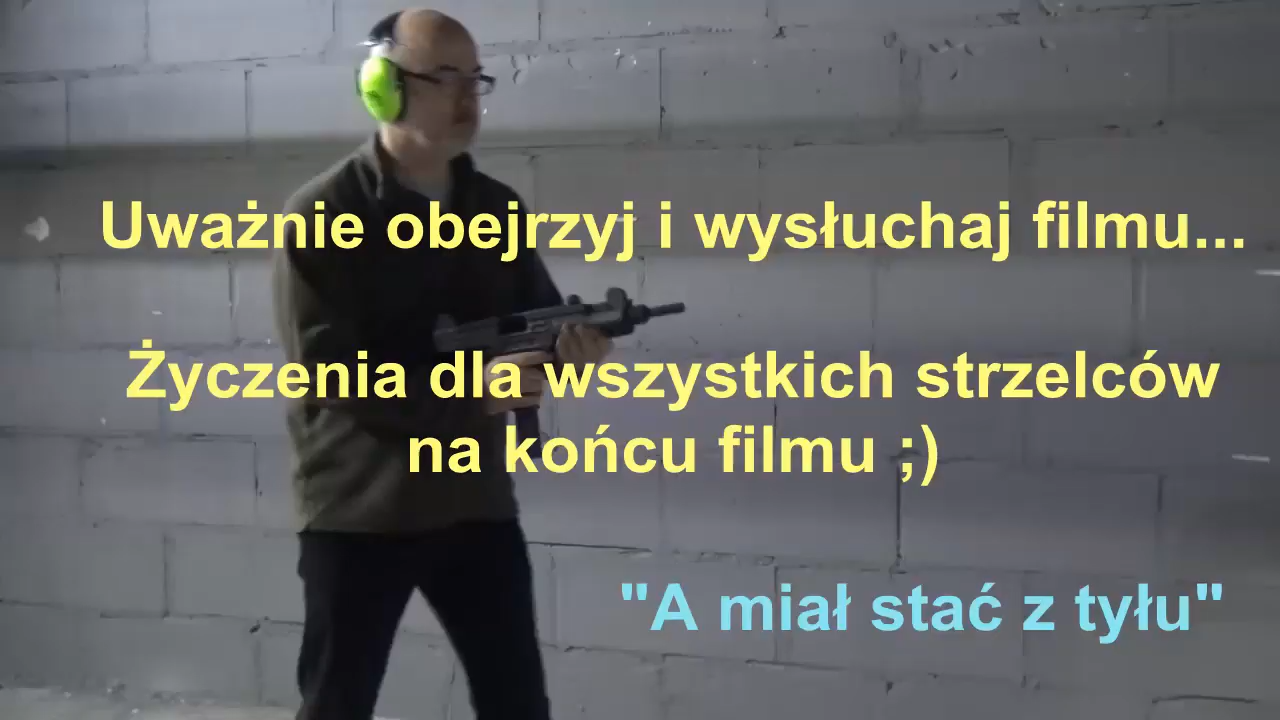 Uważnie obejrzyj i wysłuchaj filmu...
Życzenia dla wszystkich strzelców
na końcu filmu ;)
"A miał stać z tyłu"